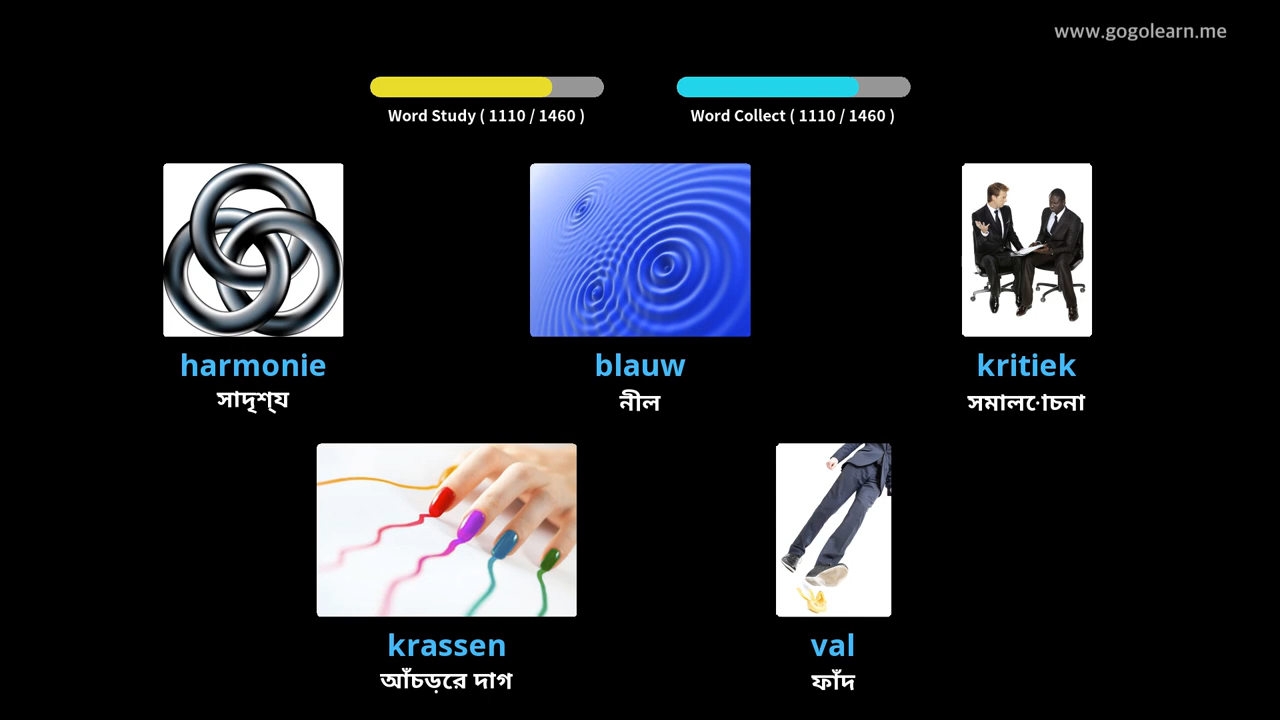 www.gogolearn.me
Word Study ( 1110 / 1460 )
Word Collect ( 1110 / 1460 )
harmonie
সাদৃশ্য
blauw
নীল
kritiek
সমালোচনা
krassen
আঁচড়ের দাগ
val
ফাঁদ